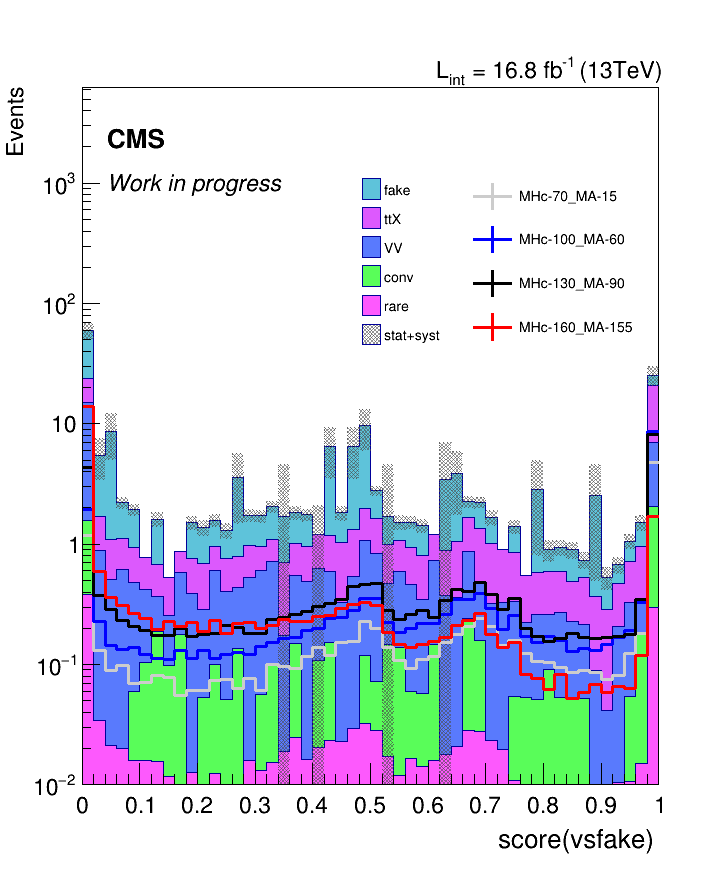 L_int = 16.8 fb^-1 (13TeV)
Events
CMS
Work in progress
fake
ttX
VV
conv
rare
stat+syst
MHc-70_MA-15
MHc-100_MA-60
MHc-130_MA-90
MHc-160_MA-155
10^3
10^2
10
1
10^−1
10^−2
0 0.1 0.2 0.3 0.4 0.5 0.6 0.7 0.8 0.9 1
score(vsfake)